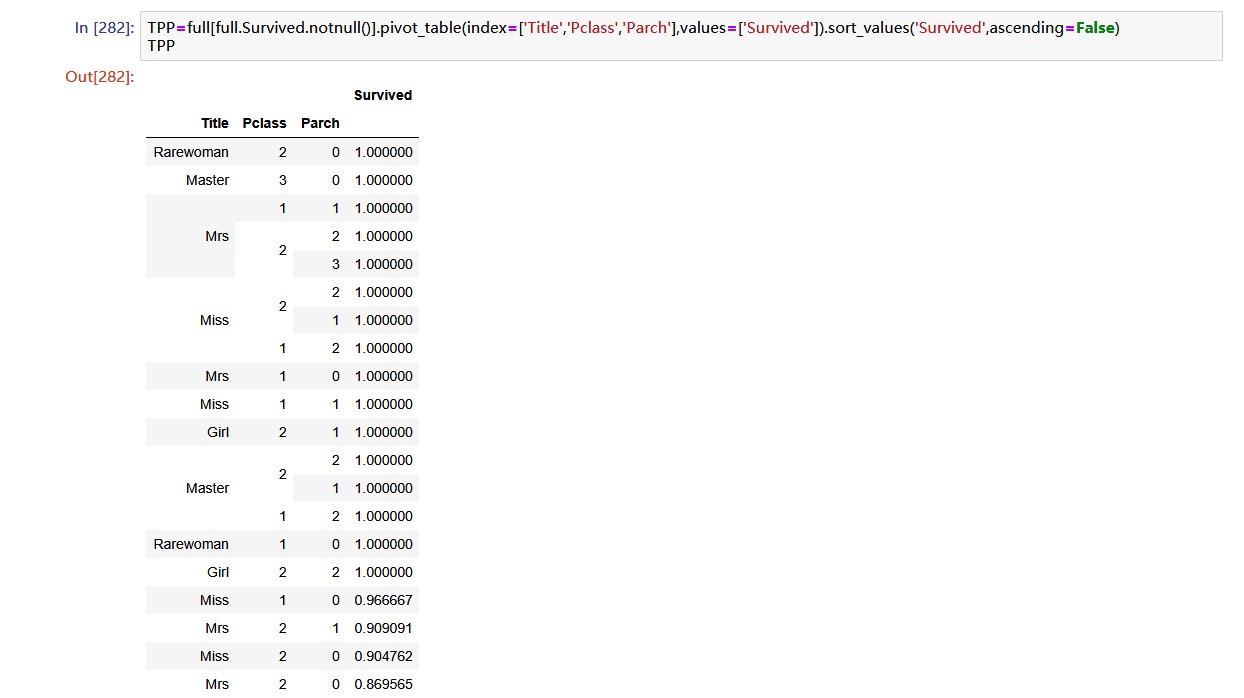 In [282]: TPP=full[full.Survived.notnull()].pivot_table(index=['Title','Pclass','Parch'],values=['Survived']).sort_values('Survived',ascending=False)
TPP
Out[282]:
Survived
Title Pclass Parch
Rarewoman 2 0 1.000000
Master 3 0 1.000000
1 1 1.000000
Mrs 2 1.000000
2
3 1.000000
2 1.000000
2
Miss 1 1.000000
1 2 1.000000
Mrs 1 0 1.000000
Miss 1 1 1.000000
Girl 2 1 1.000000
2 1.000000
2
Master 1 1.000000
1 2 1.000000
Rarewoman 1 0 1.000000
Girl 2 2 1.000000
Miss 1 0 0.966667
Mrs 2 1 0.909091
Miss 2 0 0.904762
Mrs 2 0 0.869565